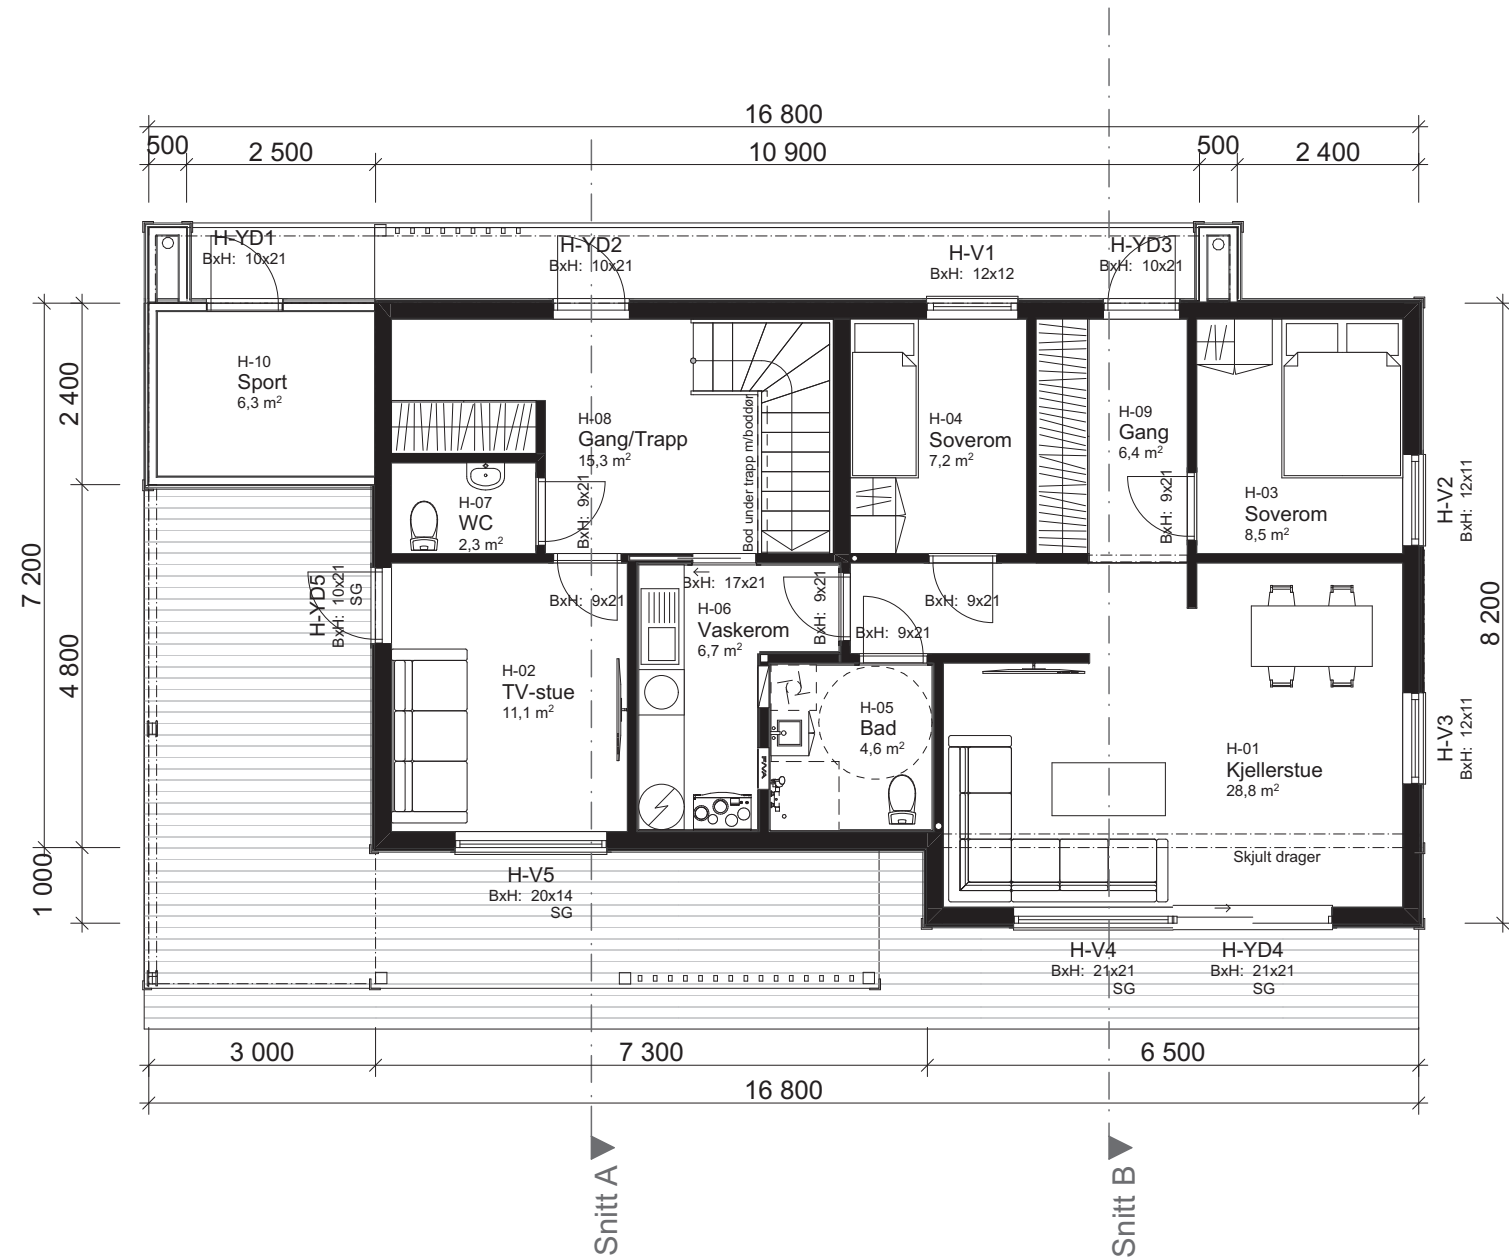 16 800
500
2 500
10 900
500
2 400
H-YD1
BxH: 10x21
H-YD2
BxH: 10x21
H-V1
BxH: 12x12
H-YD3
BxH: 10x21
2 400
7 200
4 800
1 000
8 200
H-10
Sport
6,3 m²
H-08
Gang/Trapp
15,3 m²
Bod under trapp m/boddør
H-04
Soverom
7,2 m²
H-09
Gang
6,4 m²
BxH: 9x21
H-03
Soverom
8,5 m²
H-V2
BxH: 12x11
H-07
WC
2,3 m²
BxH: 9x21
H-YD5
BxH: 10x21
SG
BxH: 9x21
BxH: 17x21
H-06
Vaskerom
6,7 m²
BxH: 9x21
BxH: 9x21
BxH: 9x21
H-02
TV-stue
11,1 m²
H-05
Bad
4,6 m²
H-01
Kjellerstue
28,8 m²
H-V3
BxH: 12x11
Skjult drager
H-V5
BxH: 20x14
SG
H-V4
BxH: 21x21
SG
H-YD4
BxH: 21x21
SG
3 000
7 300
6 500
16 800
Snitt A
Snitt B